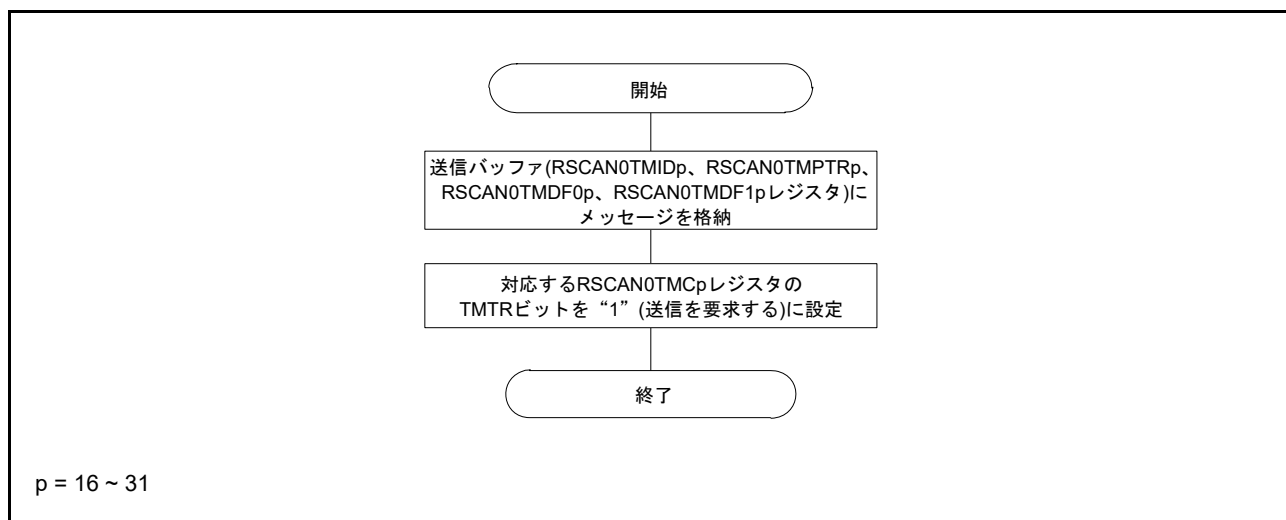 開始
送信バッファ(RSCAN0TMIDp、RSCAN0TMPTRp、
RSCAN0TMDF0p、RSCAN0TMDF1pレジスタ)に
メッセージを格納
対応するRSCAN0TMCpレジスタの
TMTRビットを“1”(送信を要求する)に設定
終了
p = 16 ~ 31